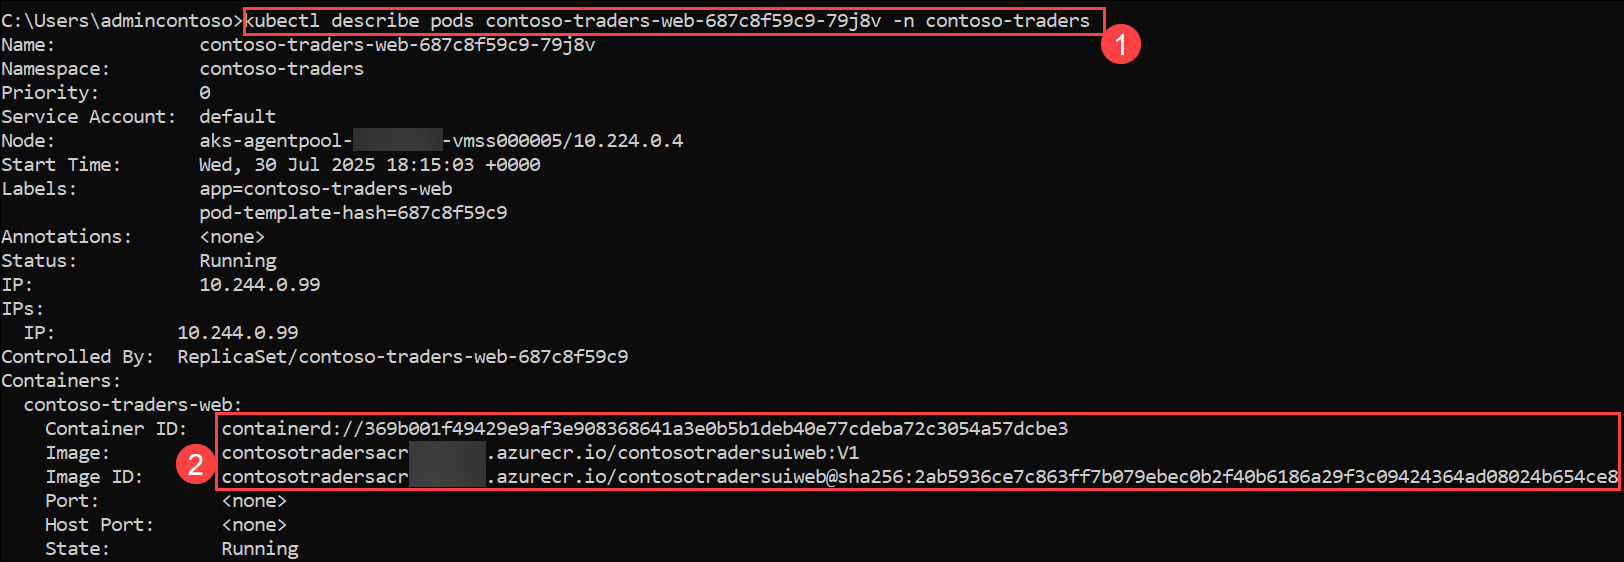 C:\Users\admincontoso>kubectl describe pods contoso-traders-web-687c8f59c9-79j8v -n contoso-traders
1
Name: contoso-traders-web-687c8f59c9-79j8v
Namespace: contoso-traders
Priority: 0
Service Account: default
Node: aks-agentpool- -vmss000005/10.224.0.4
Start Time: Wed, 30 Jul 2025 18:15:03 +0000
Labels: app=contoso-traders-web
pod-template-hash=687c8f59c9
Annotations: <none>
Status: Running
IP: 10.244.0.99
IPs:
IP: 10.244.0.99
Controlled By: ReplicaSet/contoso-traders-web-687c8f59c9
Containers:
contoso-traders-web:
Container ID: containerd://369b001f49429e9af3e908368641a3e0b5b1deb40e77cdeba72c3054a57dcbe3
Image: contosotradersacr .azurecr.io/contosotradersuiweb:V1
2
Image ID: contosotradersacr .azurecr.io/contosotradersuiweb@sha256:2ab5936ce7c863ff7b079ebec0b2f40b6186a29f3c09424364ad08024b654ce8
Port: <none>
Host Port: <none>
State: Running